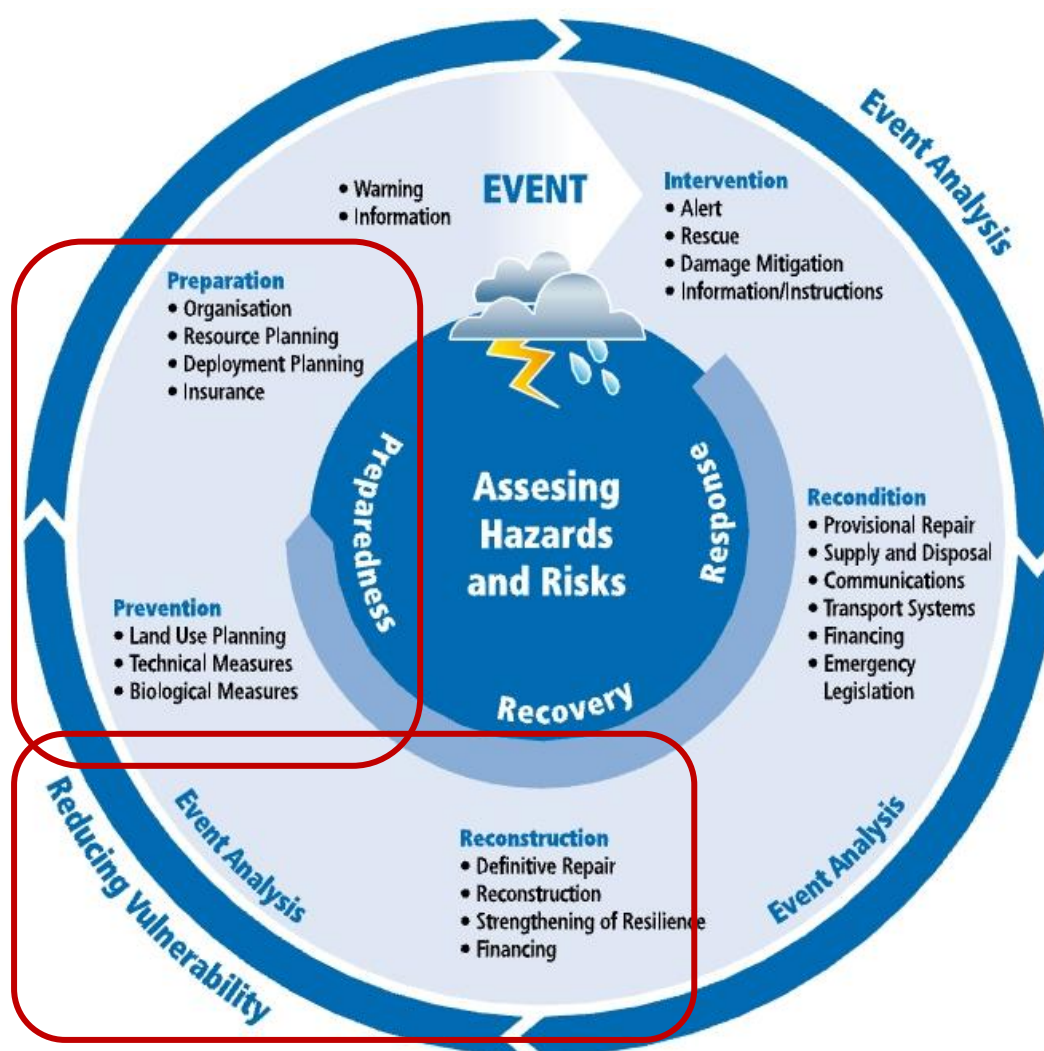 Event Analysis
• Warning
• Information
EVENT
Intervention
• Alert
• Rescue
• Damage Mitigation
• Information/Instructions
Preparation
• Organisation
• Resource Planning
• Deployment Planning
• Insurance
Preparedness
Assesing
Hazards
and Risks
Response
Recovery
Recondition
• Provisional Repair
• Supply and Disposal
• Communications
• Transport Systems
• Financing
• Emergency
Legislation
Prevention
• Land Use Planning
• Technical Measures
• Biological Measures
Reducing Vulnerability
Event Analysis
Reconstruction
• Definitive Repair
• Reconstruction
• Strengthening of Resilience
• Financing
Event Analysis